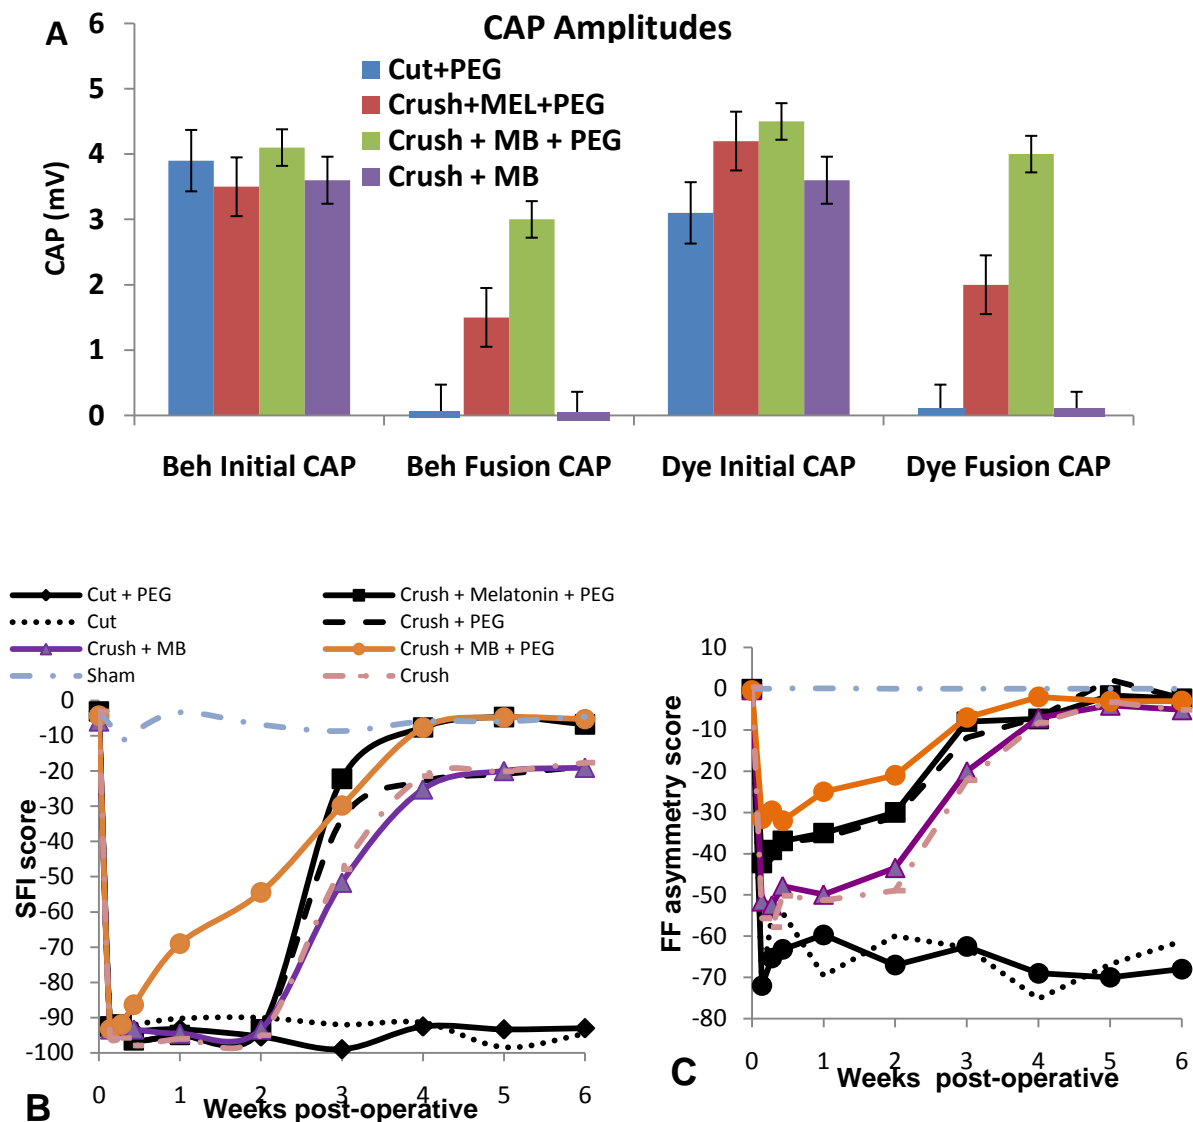 A
CAP Amplitudes
Cut+PEG
Crush+MEL+PEG
Crush + MB + PEG
Crush + MB
CAP (mV)
6
5
4
3
2
1
0
Beh Initial CAP
Beh Fusion CAP
Dye Initial CAP
Dye Fusion CAP
Cut + PEG
Crush + Melatonin + PEG
Cut
Crush + PEG
Crush + MB
Crush + MB + PEG
Sham
Crush
SFI score
-0
-10
-20
-30
-40
-50
-60
-70
-80
-90
-100
0 1 2 3 4 5 6
Weeks post-operative
B
FF asymmetry score
10
0
-10
-20
-30
-40
-50
-60
-70
-80
0 1 2 3 4 5 6
Weeks post-operative
C